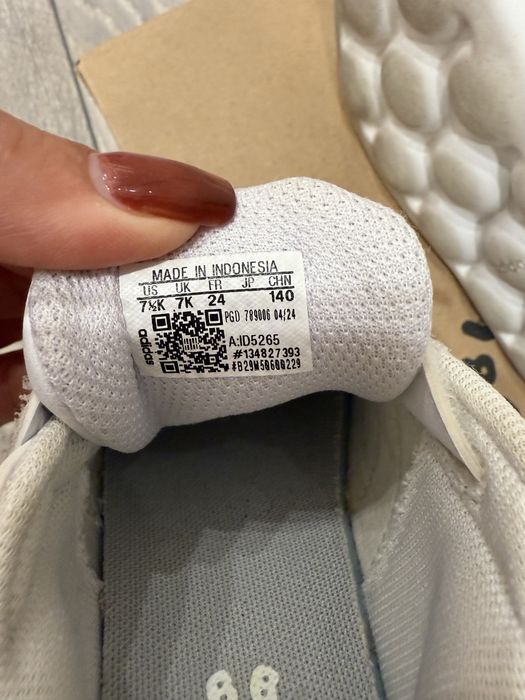 MADE IN INDONESIA
US UK FR JP CHN
7½K 7K 24 140
adidas
PGD 789006 04/24
A:ID5265
#134827393
#B29M50600229